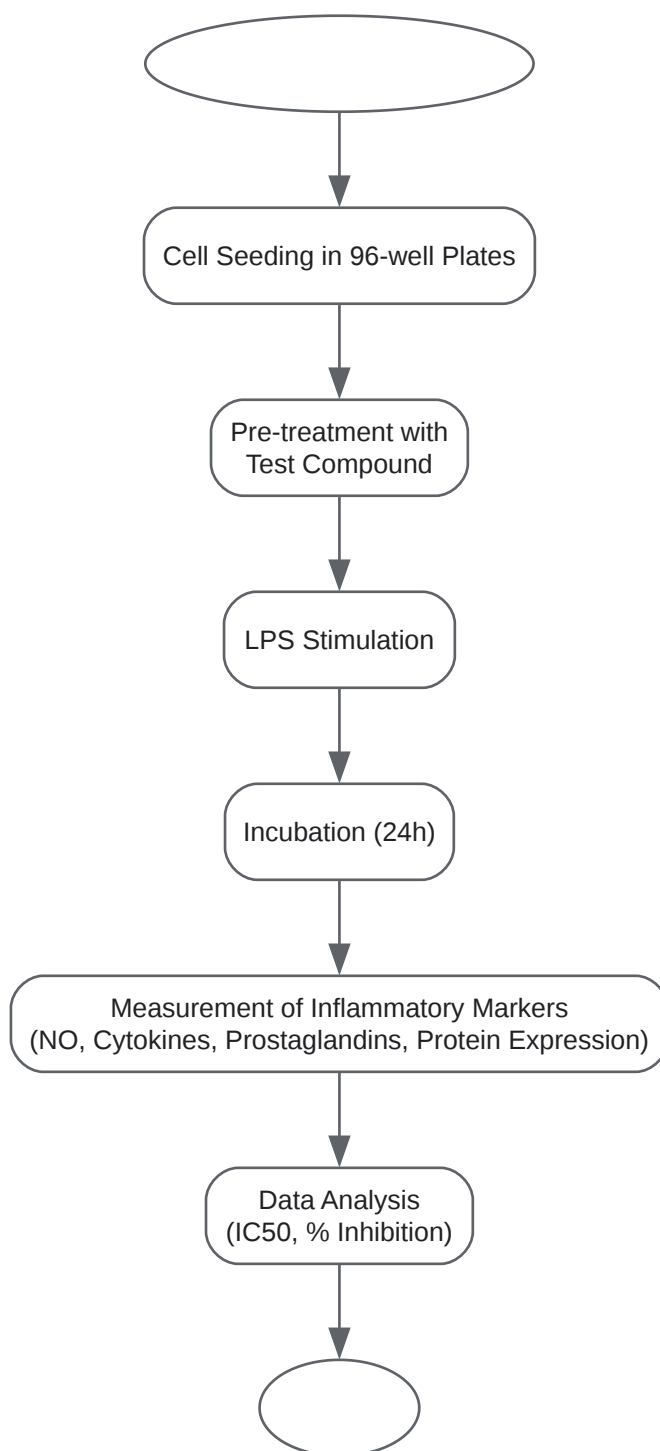 Cell Seeding in 96-well Plates
Pre-treatment with
Test Compound
LPS Stimulation
Incubation (24h)
Measurement of Inflammatory Markers
(NO, Cytokines, Prostaglandins, Protein Expression)
Data Analysis
(IC50, % Inhibition)